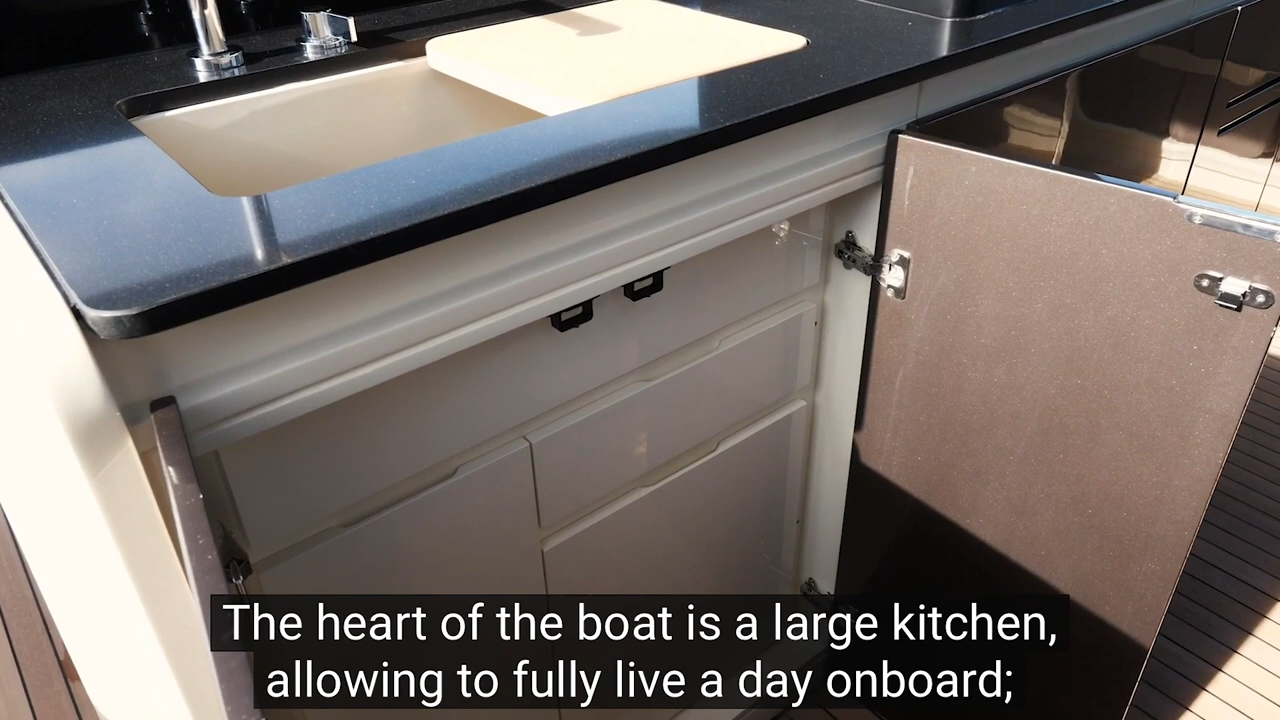 The heart of the boat is a large kitchen,
allowing to fully live a day onboard;